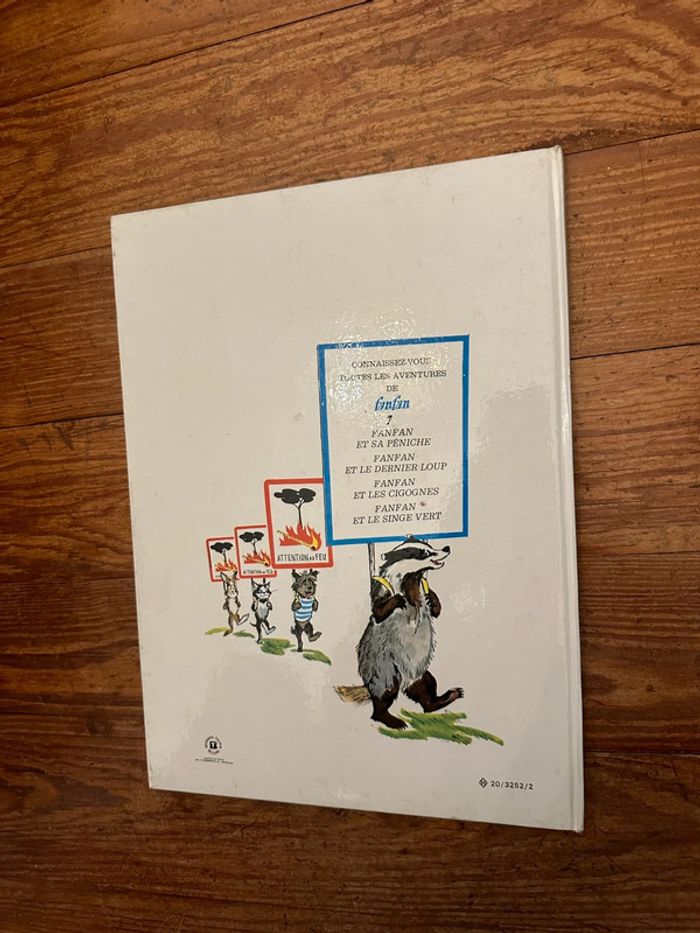 CONNAISSEZ-VOUS
TOUTES LES AVENTURES
DE
fanfan
?
FANFAN
ET SA PÉNICHE
FANFAN
ET LE DERNIER LOUP
FANFAN
ET LES CIGOGNES
FANFAN
ET LE SINGE VERT
ATTENTION AU FEU
ATTENTION AU FEU
20/3252/2